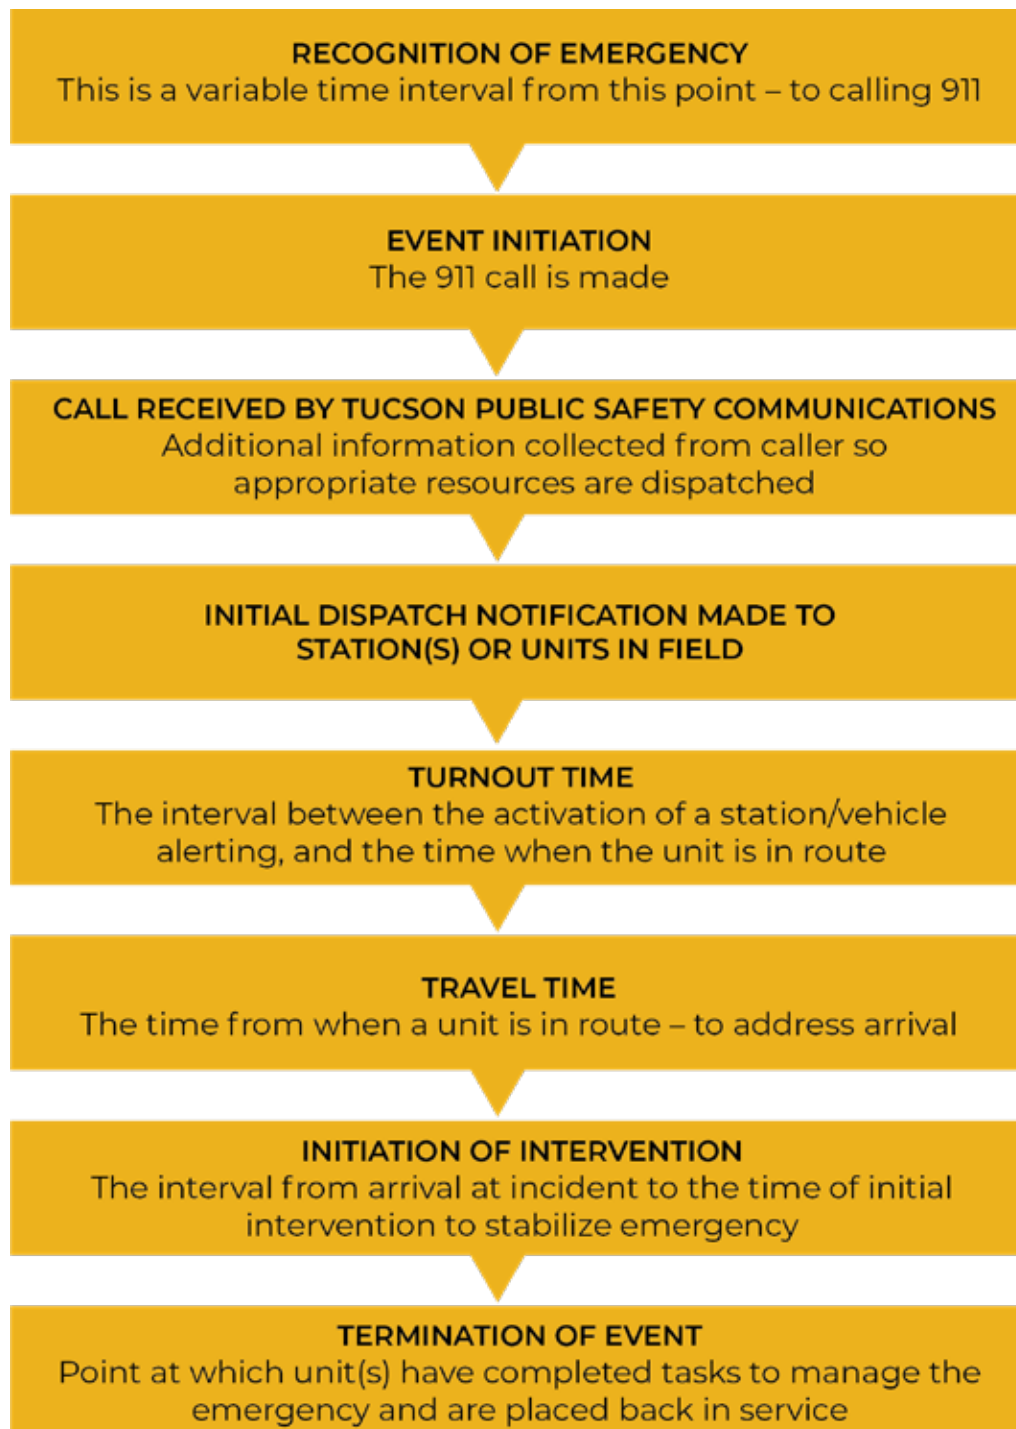 RECOGNITION OF EMERGENCY
This is a variable time interval from this point – to calling 911
EVENT INITIATION
The 911 call is made
CALL RECEIVED BY TUCSON PUBLIC SAFETY COMMUNICATIONS
Additional information collected from caller so
appropriate resources are dispatched
INITIAL DISPATCH NOTIFICATION MADE TO
STATION(S) OR UNITS IN FIELD
TURNOUT TIME
The interval between the activation of a station/vehicle
alerting, and the time when the unit is in route
TRAVEL TIME
The time from when a unit is in route – to address arrival
INITIATION OF INTERVENTION
The interval from arrival at incident to the time of initial
intervention to stabilize emergency
TERMINATION OF EVENT
Point at which unit(s) have completed tasks to manage the
emergency and are placed back in service